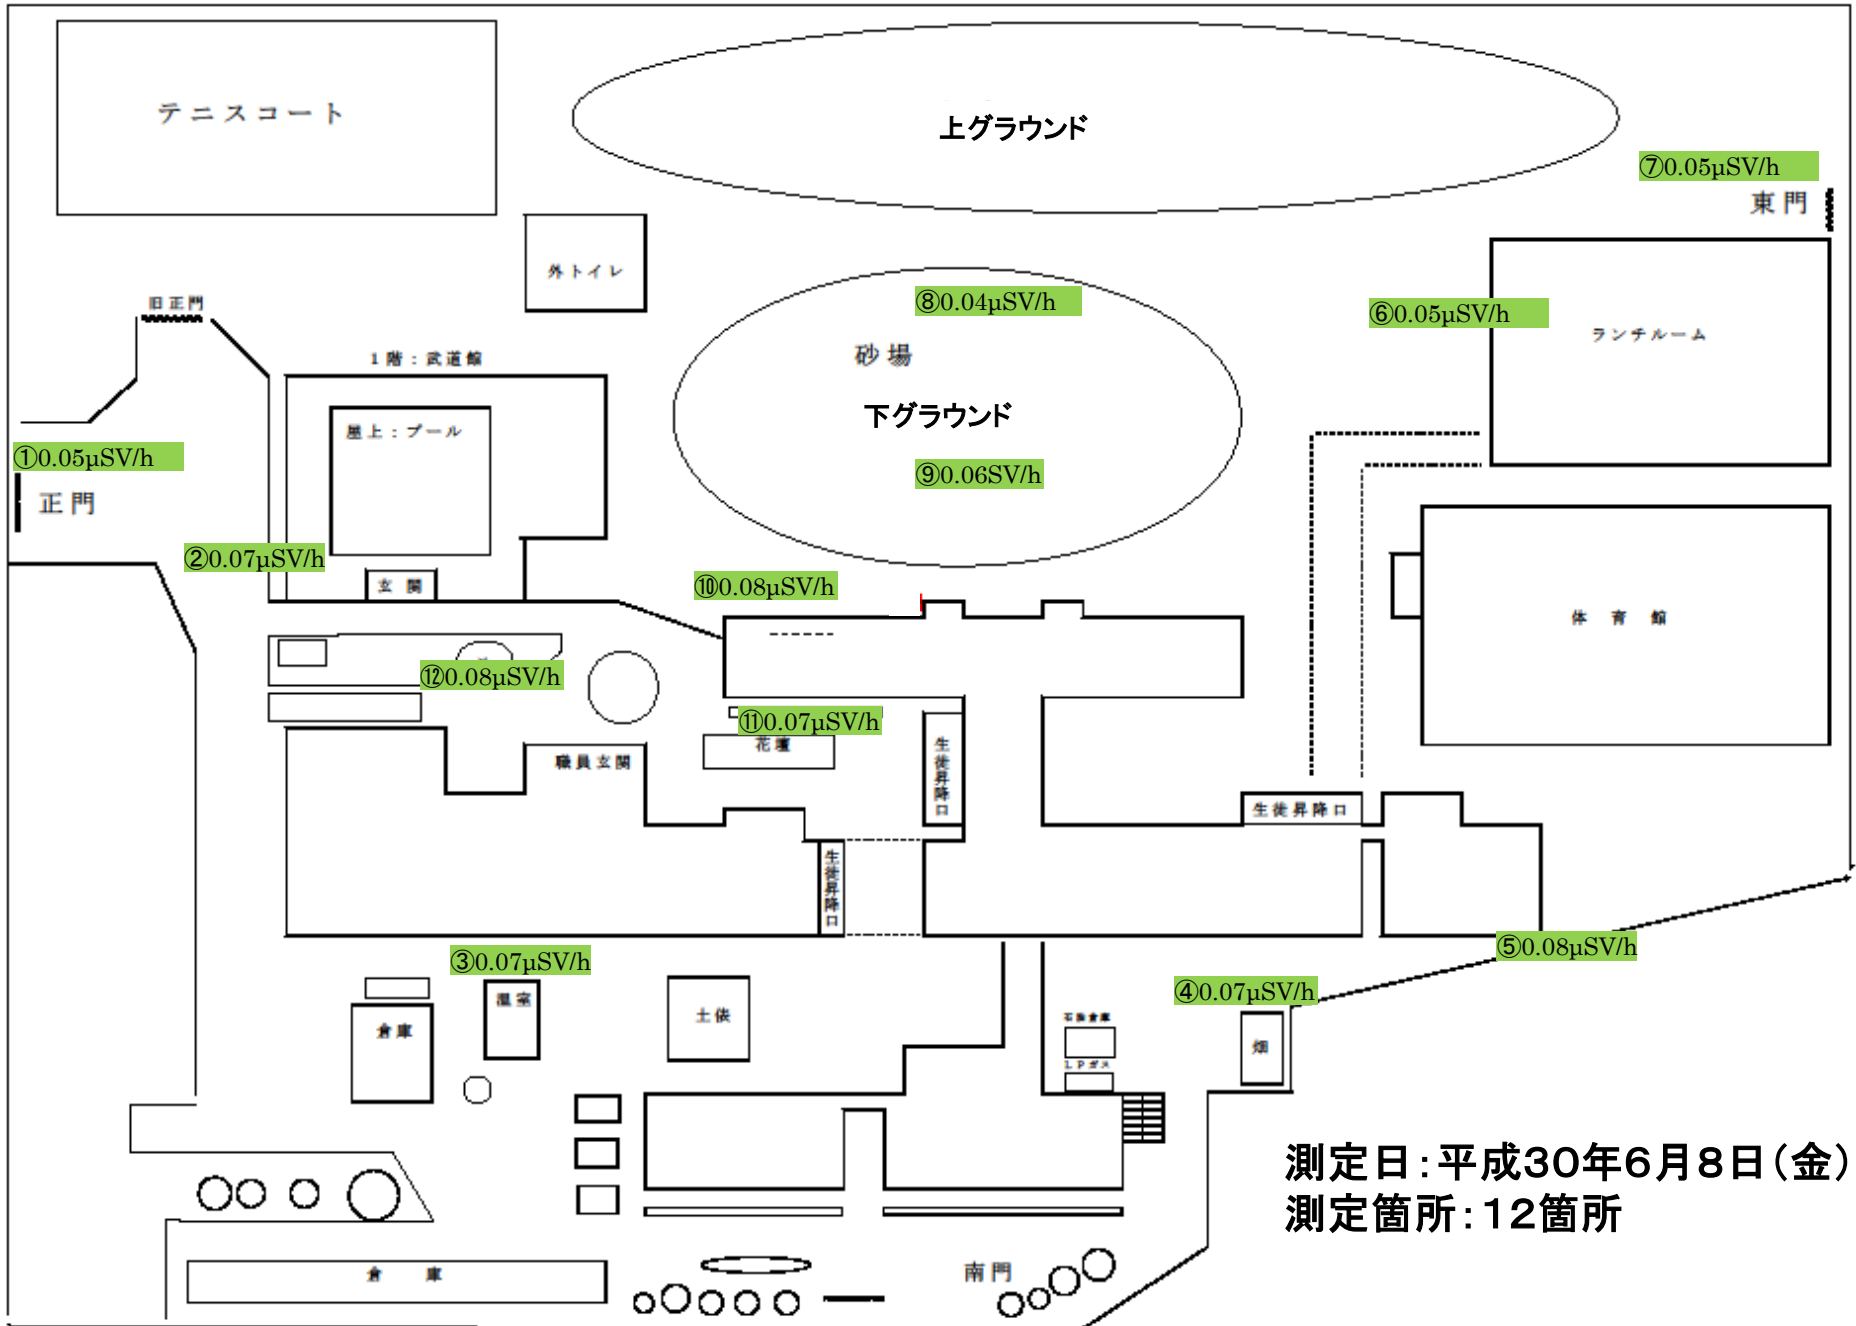 テニスコート
上グラウンド
⑦0.05µSV/h
東門
外トイレ
⑧0.04µSV/h
旧正門
⑥0.05µSV/h
ランチルーム
1階：武道館
砂場
下グラウンド
屋上：プール
①0.05µSV/h
⑨0.06SV/h
正門
②0.07µSV/h
玄関
⑩0.08µSV/h
体育館
⑫0.08µSV/h
⑪0.07µSV/h
花壇
職員玄関
生徒昇降口
生徒昇降口
生徒昇降口
⑤0.08µSV/h
③0.07µSV/h
④0.07µSV/h
温室
土俵
倉庫
石灰倉庫
LPガス
畑
測定日：平成30年6月8日（金）
測定箇所：12箇所
倉庫
南門